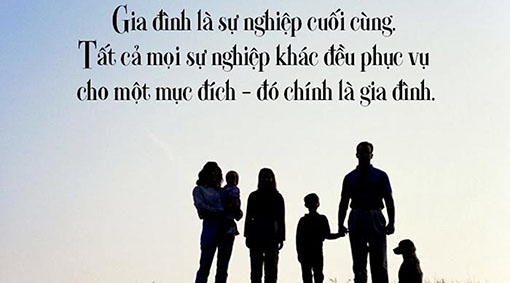 Gia đình là sự nghiệp cuối cùng.
Tất cả mọi sự nghiệp khác đều phục vụ
cho một mục đích - đó chính là gia đình.